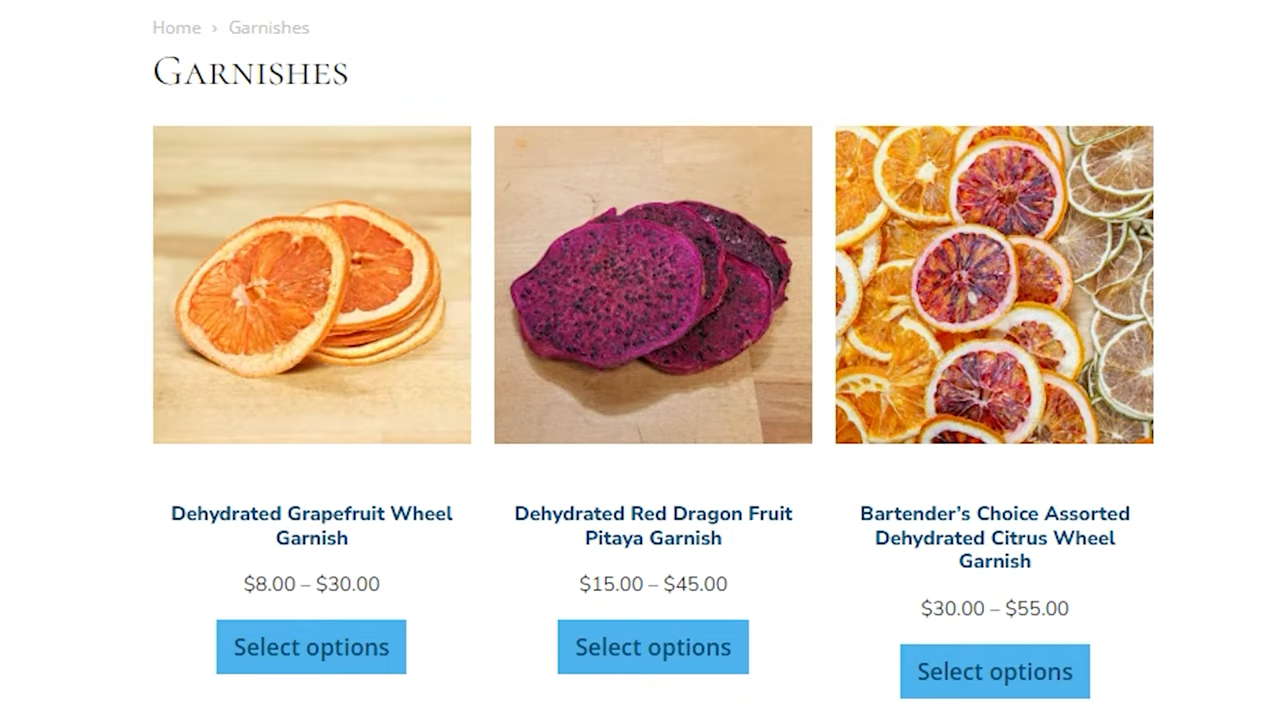 Home › Garnishes
GARNISHES
Dehydrated Grapefruit Wheel
Garnish
$8.00 – $30.00
Select options
Dehydrated Red Dragon Fruit
Pitaya Garnish
$15.00 – $45.00
Select options
Bartender’s Choice Assorted
Dehydrated Citrus Wheel
Garnish
$30.00 – $55.00
Select options